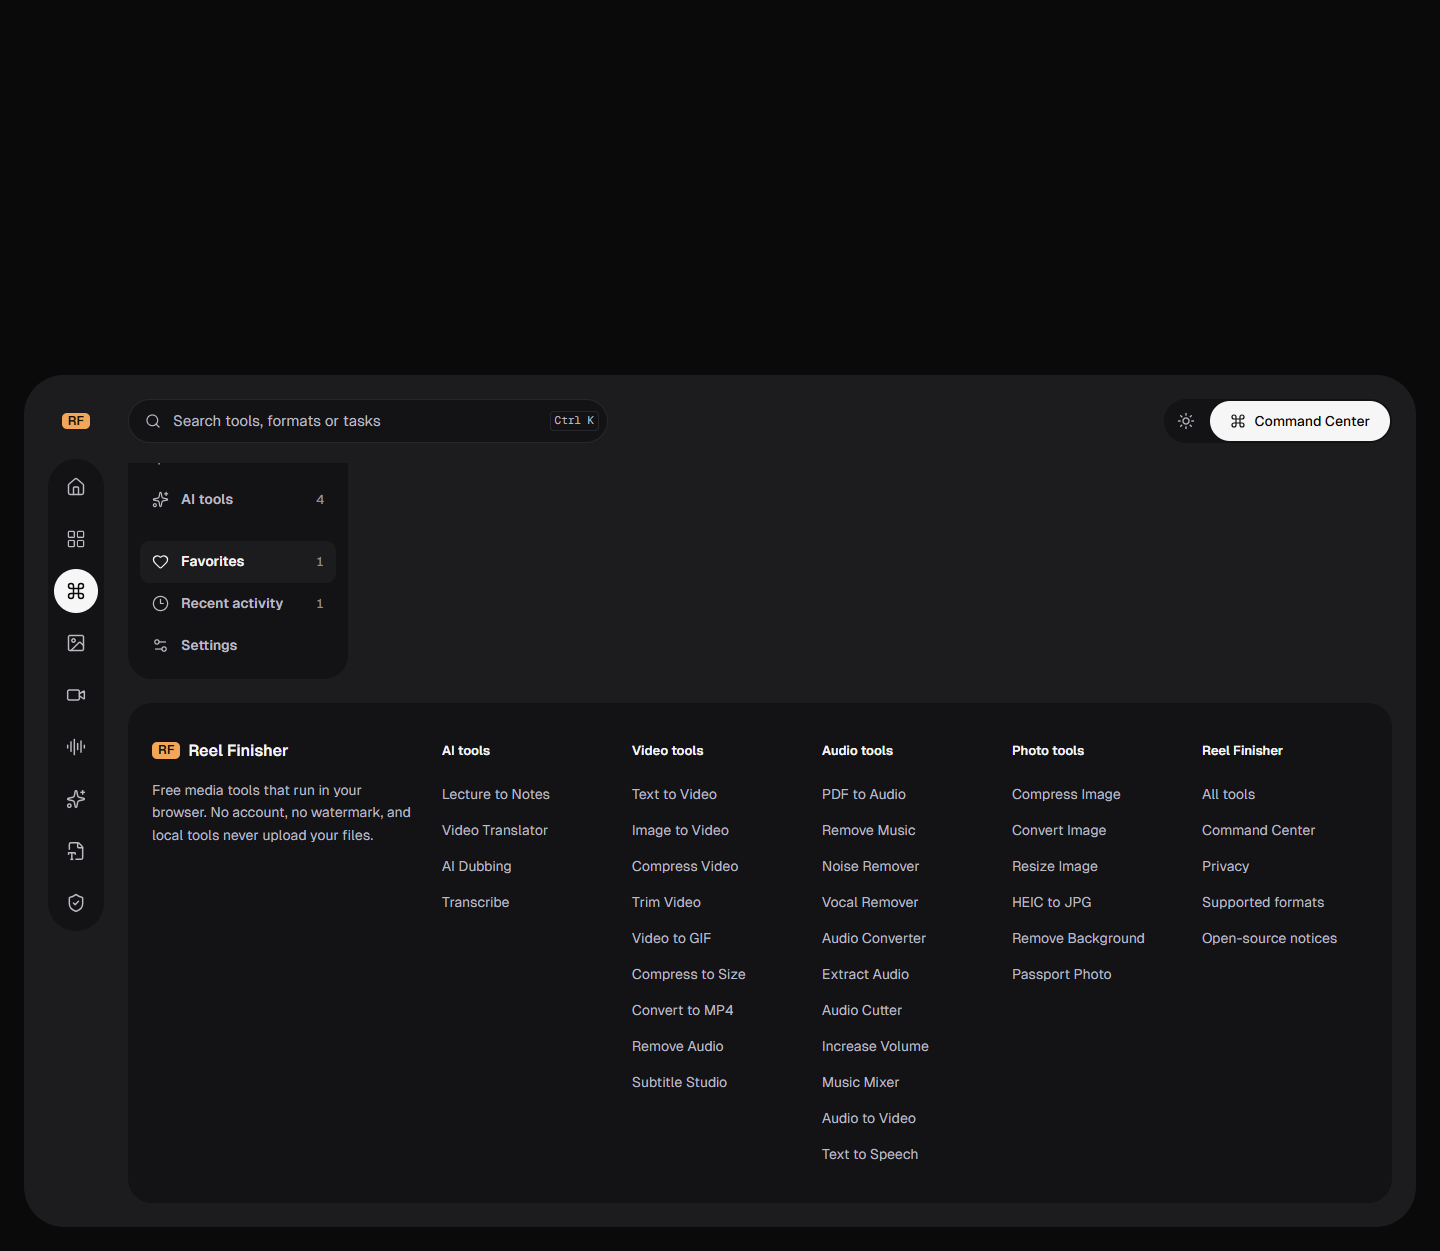 RF
Search tools, formats or tasks
Ctrl K
Command Center
AI tools 4
Favorites 1
Recent activity 1
Settings
RF Reel Finisher
Free media tools that run in your
browser. No account, no watermark, and
local tools never upload your files.
AI tools
Lecture to Notes
Video Translator
AI Dubbing
Transcribe
Video tools
Text to Video
Image to Video
Compress Video
Trim Video
Video to GIF
Compress to Size
Convert to MP4
Remove Audio
Subtitle Studio
Audio tools
PDF to Audio
Remove Music
Noise Remover
Vocal Remover
Audio Converter
Extract Audio
Audio Cutter
Increase Volume
Music Mixer
Audio to Video
Text to Speech
Photo tools
Compress Image
Convert Image
Resize Image
HEIC to JPG
Remove Background
Passport Photo
Reel Finisher
All tools
Command Center
Privacy
Supported formats
Open-source notices